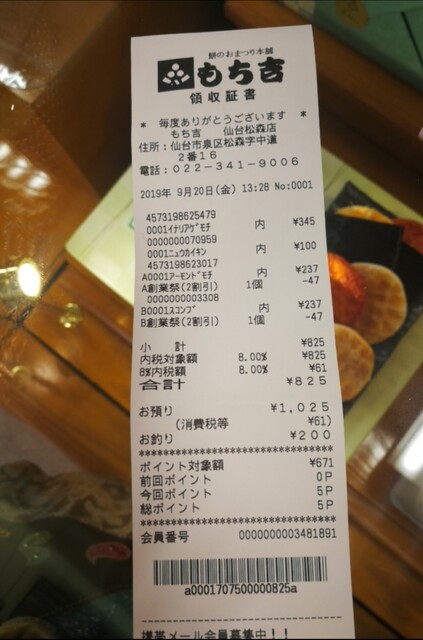 餅のおまつり本舗
もち吉
領収証書
* 毎度ありがとうございます *
もち吉 仙台松森店
住所:仙台市泉区松森字中道
2番16
電話:022-341-9006
2019年 9月20日(金) 13:28 No:0001
4573198625479
0001イナリアゲモチ 内 ¥345
0000000070959
0001ニュウカイキン 内 ¥100
4573198623017
A0001アーモンドモチ 内 ¥237
A創業祭(2割引) 1個 -47
0000000003308
B0001スコンブ 内 ¥237
B創業祭(2割引) 1個 -47
小 計 ¥825
内税対象額 8.00% ¥825
8%内税額 8.00% ¥61
合計 ¥825
お預り ¥1,025
(消費税等 ¥61)
お釣り ¥200
****************************************
ポイント対象額 ¥671
前回ポイント 0P
今回ポイント 5P
総ポイント 5P
****************************************
会員番号 0000000003481891
a0001707500000825a
携帯メール会員募集中!!